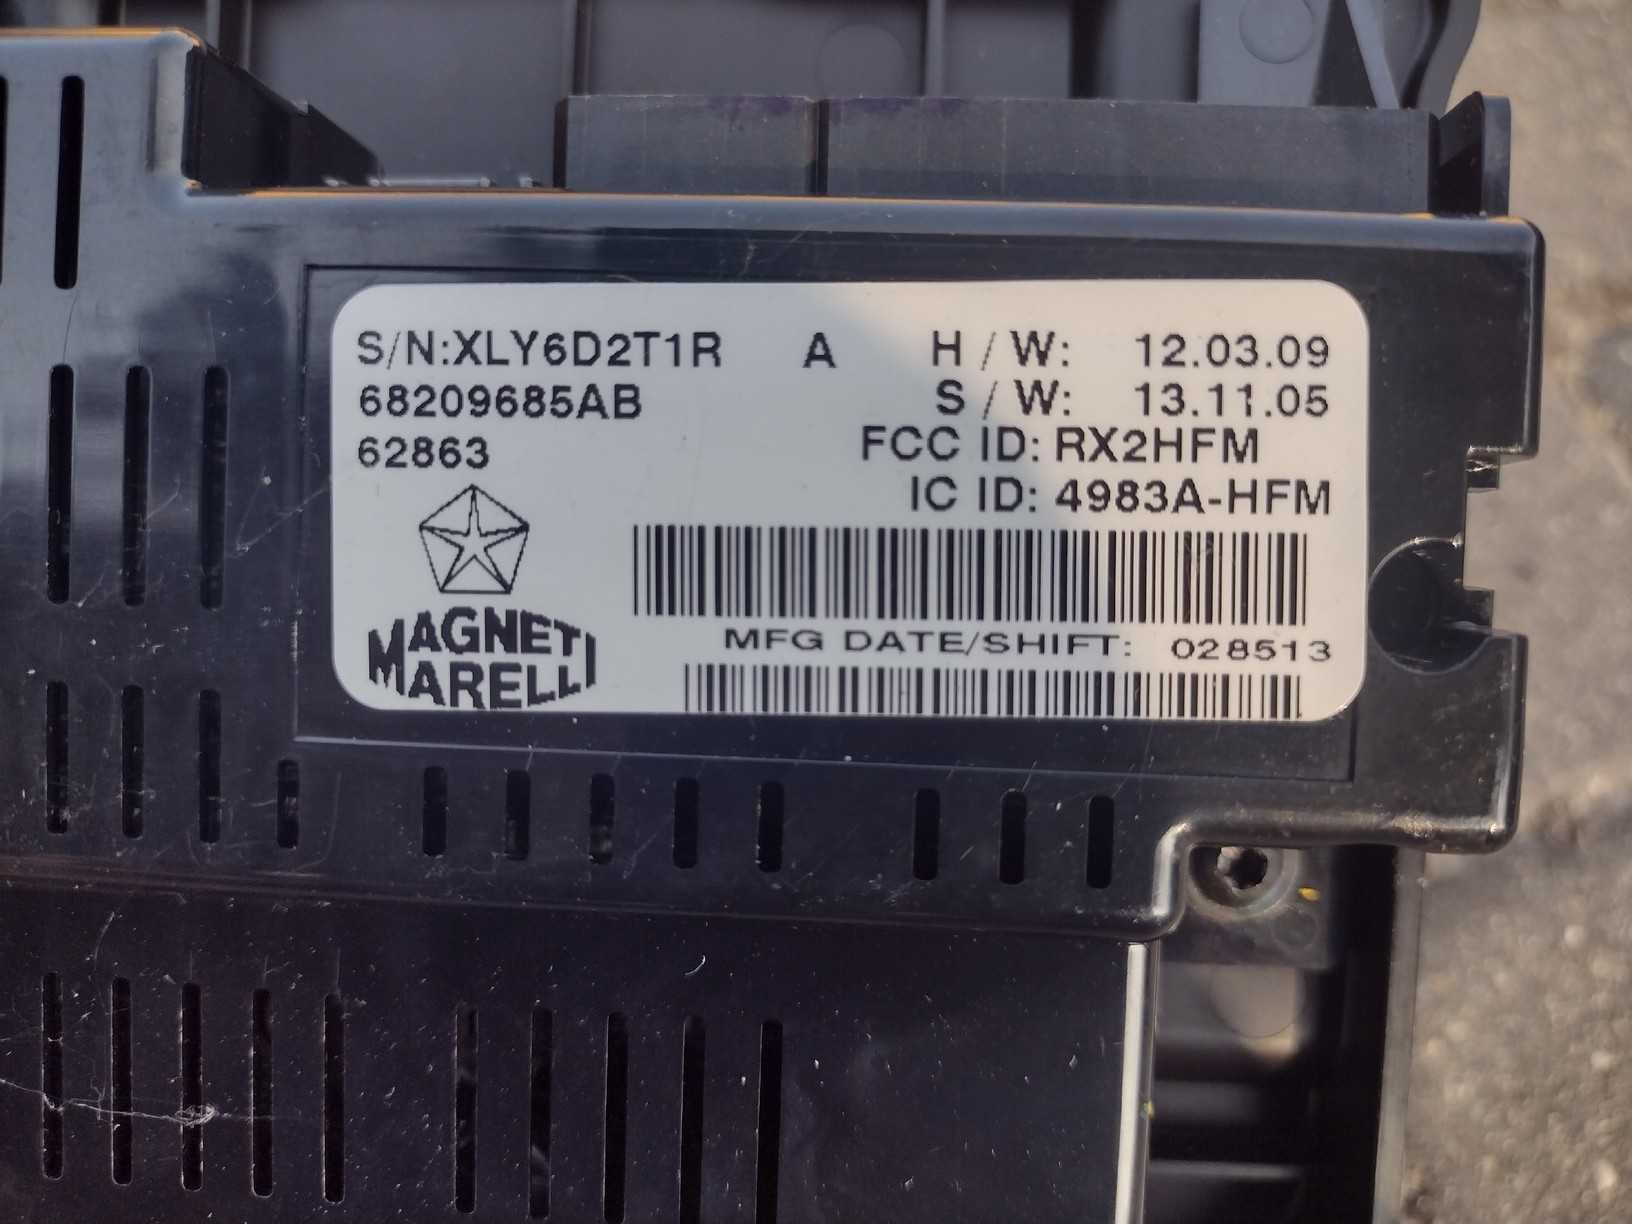 S/N:XLY6D2T1R A H / W: 12.03.09
68209685AB S / W: 13.11.05
62863 FCC ID: RX2HFM
IC ID: 4983A-HFM
MAGNETI
MARELLI
MFG DATE/SHIFT: 028513